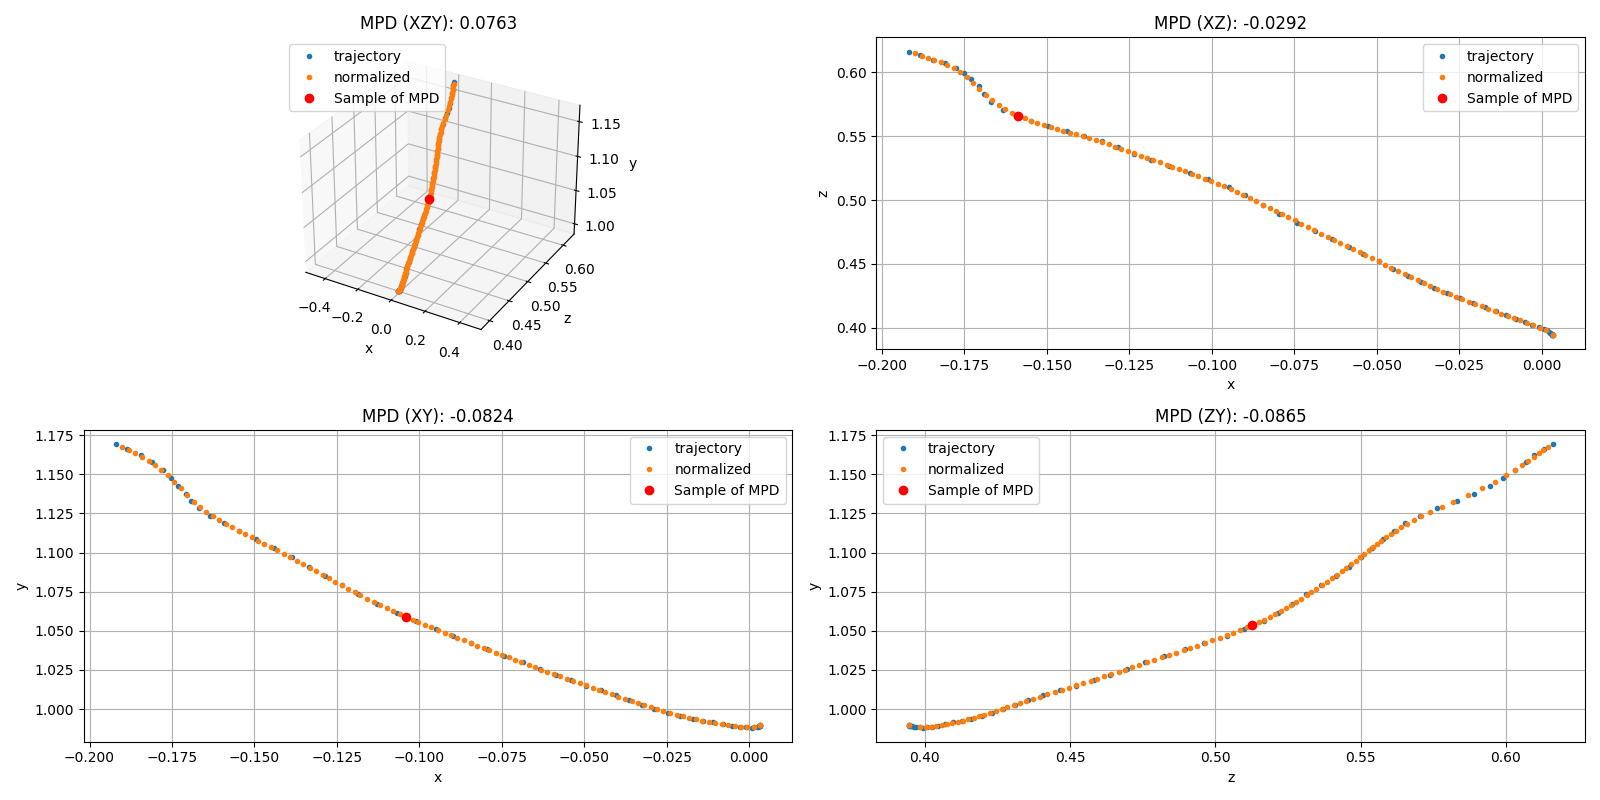 MPD (XZY): 0.0763
trajectory
normalized
Sample of MPD
1.15
1.10
1.05
1.00
y
0.60
0.55
0.50
0.45
0.40
z
−0.4
−0.2
0.0
0.2
0.4
x
MPD (XZ): -0.0292
trajectory
normalized
Sample of MPD
0.60
0.55
0.50
0.45
0.40
z
−0.200 −0.175 −0.150 −0.125 −0.100 −0.075 −0.050 −0.025 0.000
x
MPD (XY): -0.0824
trajectory
normalized
Sample of MPD
1.175
1.150
1.125
1.100
1.075
1.050
1.025
1.000
y
−0.200 −0.175 −0.150 −0.125 −0.100 −0.075 −0.050 −0.025 0.000
x
MPD (ZY): -0.0865
trajectory
normalized
Sample of MPD
1.175
1.150
1.125
1.100
1.075
1.050
1.025
1.000
y
0.40 0.45 0.50 0.55 0.60
z